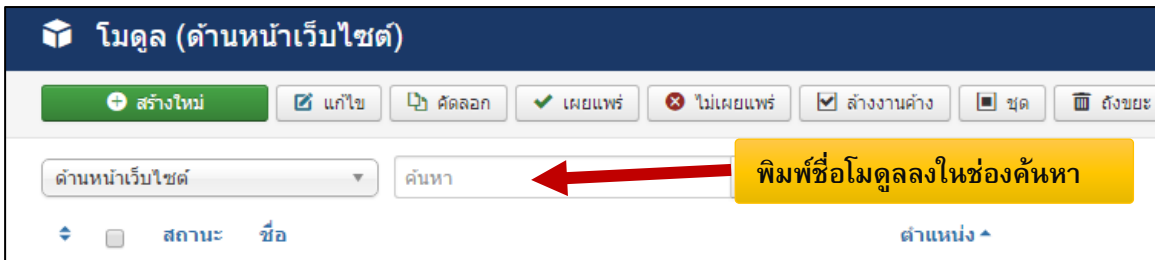 โมดูล (ด้านหน้าเว็บไซต์)
สร้างใหม่ แก้ไข คัดลอก เผยแพร่ ไม่เผยแพร่ ล้างงานค้าง ชุด ถังขยะ
ด้านหน้าเว็บไซต์ ค้นหา พิมพ์ชื่อโมดูลลงในช่องค้นหา
สถานะ ชื่อ ตำแหน่ง